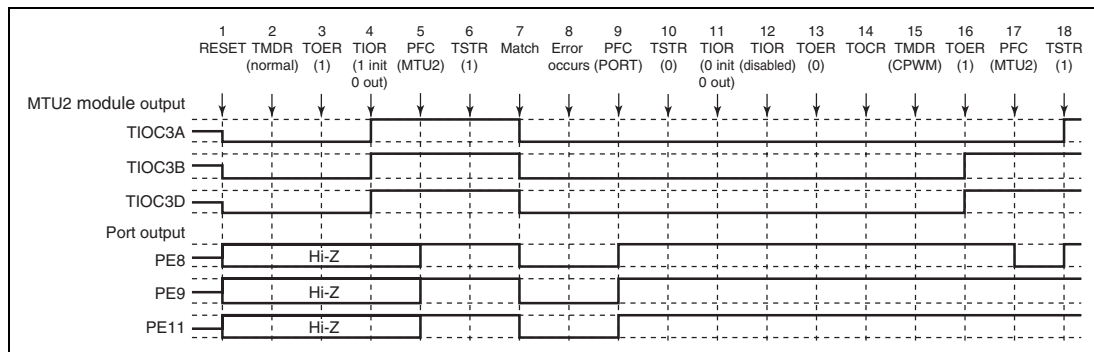 1 2 3 4 5 6 7 8 9 10 11 12 13 14 15 16 17 18
RESET TMDR TOER TIOR PFC TSTR Match Error PFC TSTR TIOR TIOR TOER TOCR TMDR TOER PFC TSTR
(normal) (1) (1 init (MTU2) (1) occurs (PORT) (0) (0 init (disabled) (0) (CPWM) (1) (MTU2) (1)
0 out) 0 out)
MTU2 module output
TIOC3A
TIOC3B
TIOC3D
Port output
PE8 Hi-Z
PE9 Hi-Z
PE11 Hi-Z